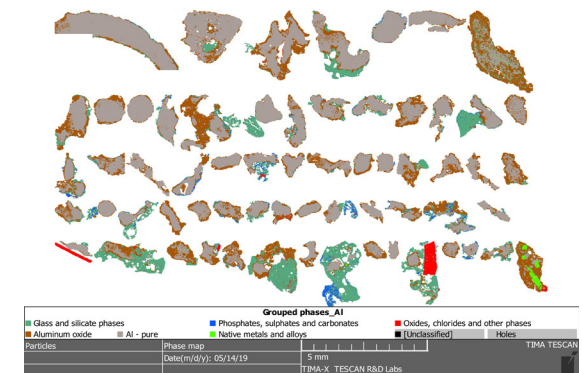 Grouped phases_Al
Glass and silicate phases Phosphates, sulphates and carbonates Oxides, chlorides and other phases
Aluminum oxide Al - pure Native metals and alloys [Unclassified] Holes
Particles Phase map TIMA TESCAN
Date(m/d/y): 05/14/19 5 mm
TIMA-X TESCAN R&D Labs